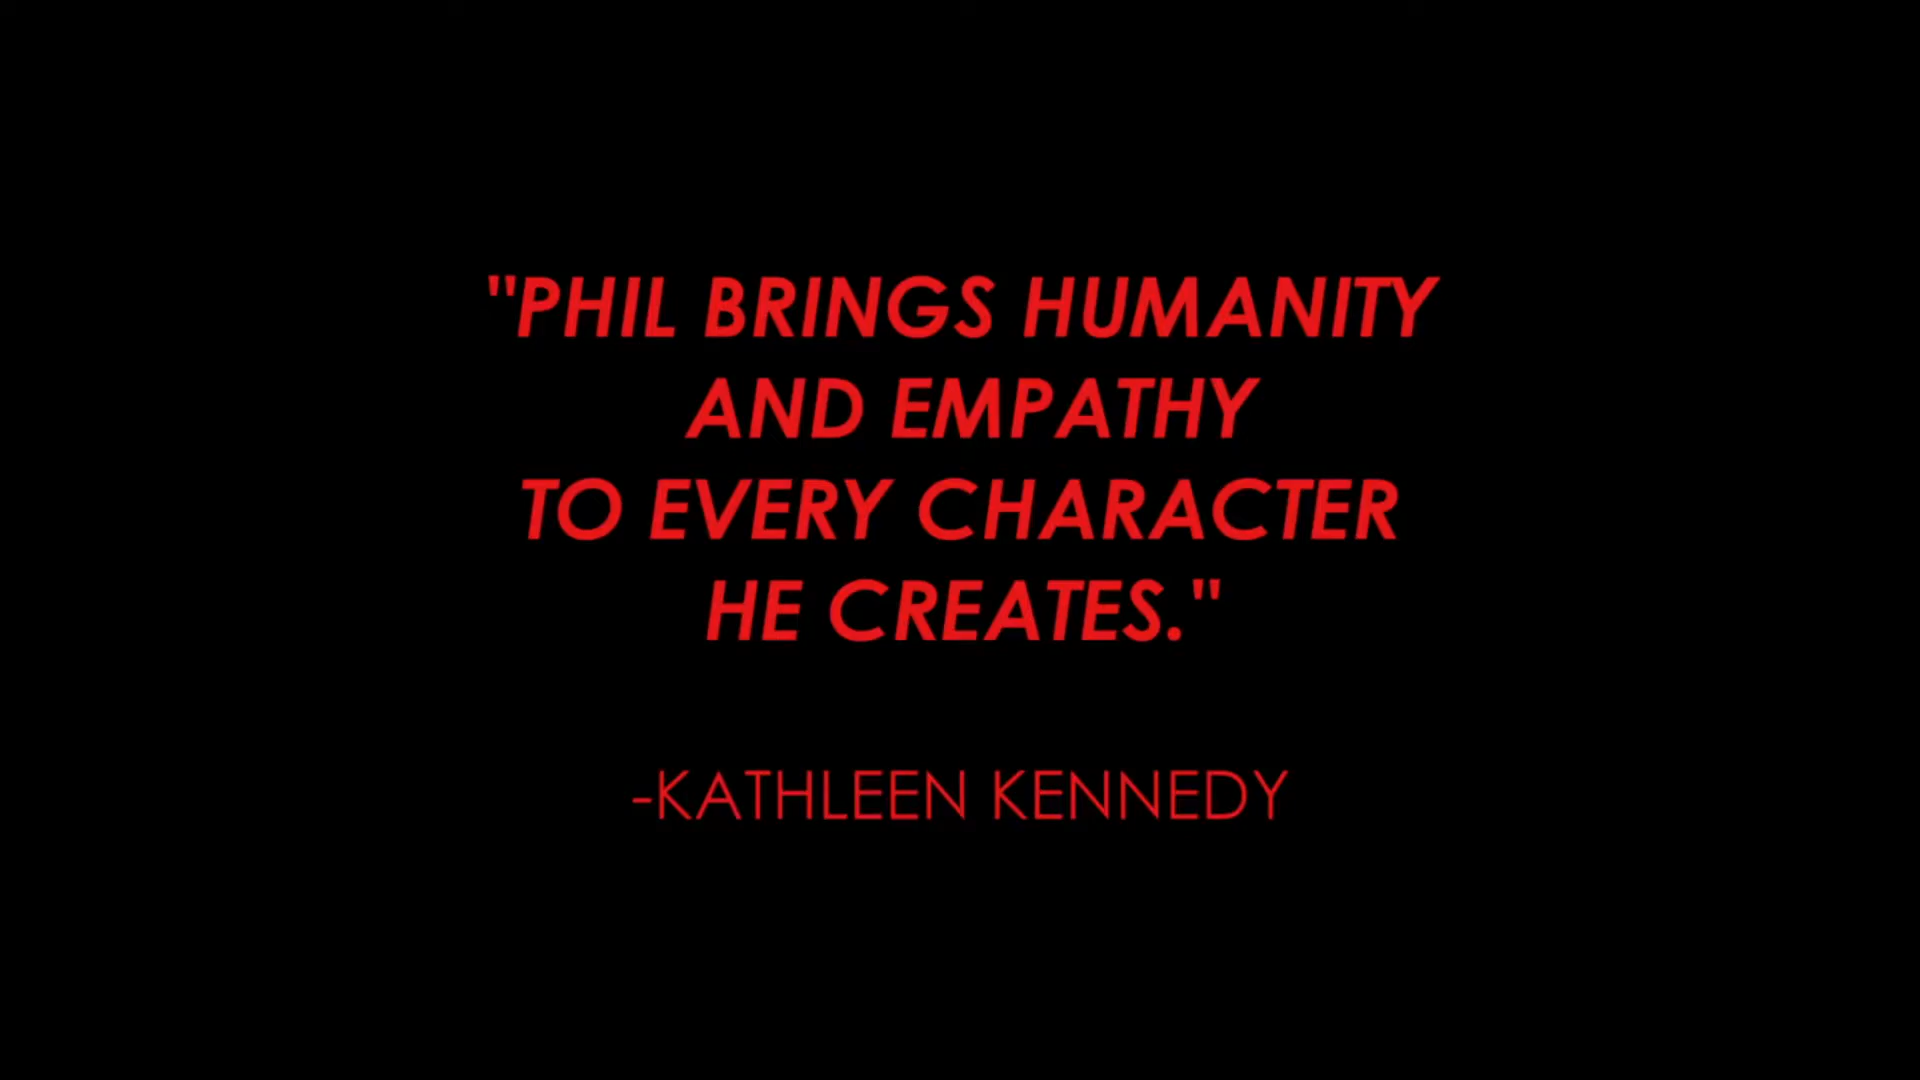 "PHIL BRINGS HUMANITY
AND EMPATHY
TO EVERY CHARACTER
HE CREATES."
-KATHLEEN KENNEDY